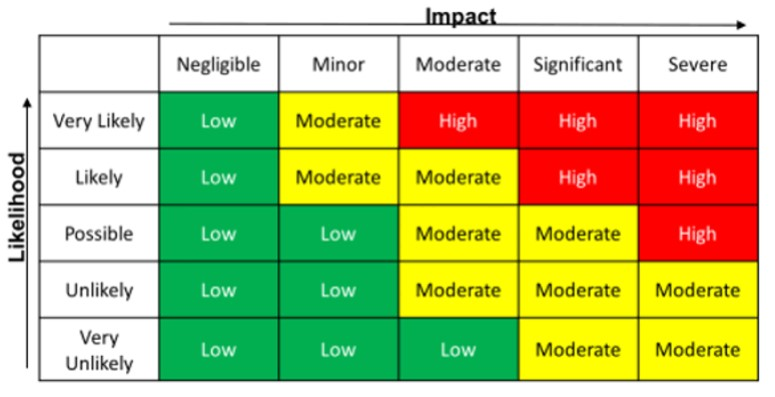 Impact
Negligible Minor Moderate Significant Severe
Likelihood
Very Likely Low Moderate High High High
Likely Low Moderate Moderate High High
Possible Low Low Moderate Moderate High
Unlikely Low Low Moderate Moderate Moderate
Very
Unlikely Low Low Low Moderate Moderate